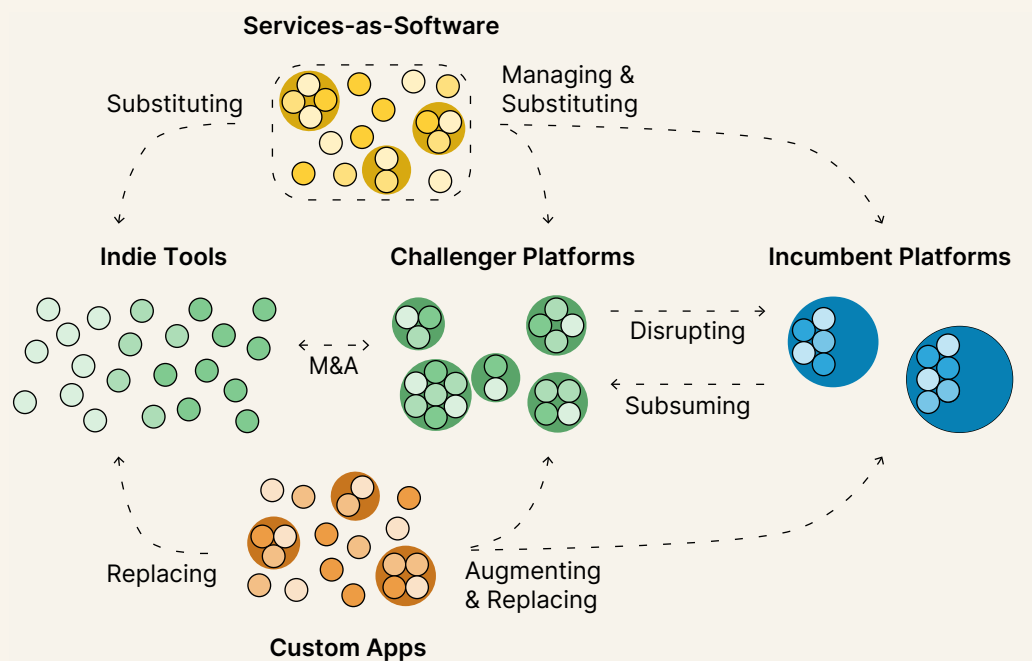 Services-as-Software
Substituting
Managing &
Substituting
Indie Tools
Challenger Platforms
Incumbent Platforms
M&A
Disrupting
Subsuming
Replacing
Augmenting
& Replacing
Custom Apps